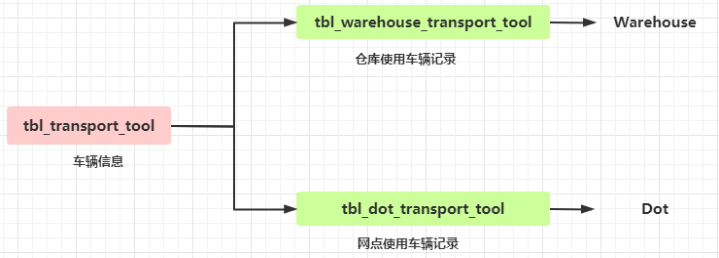 tbl_warehouse_transport_tool
Warehouse
仓库使用车辆记录
tbl_transport_tool
车辆信息
tbl_dot_transport_tool
Dot
网点使用车辆记录